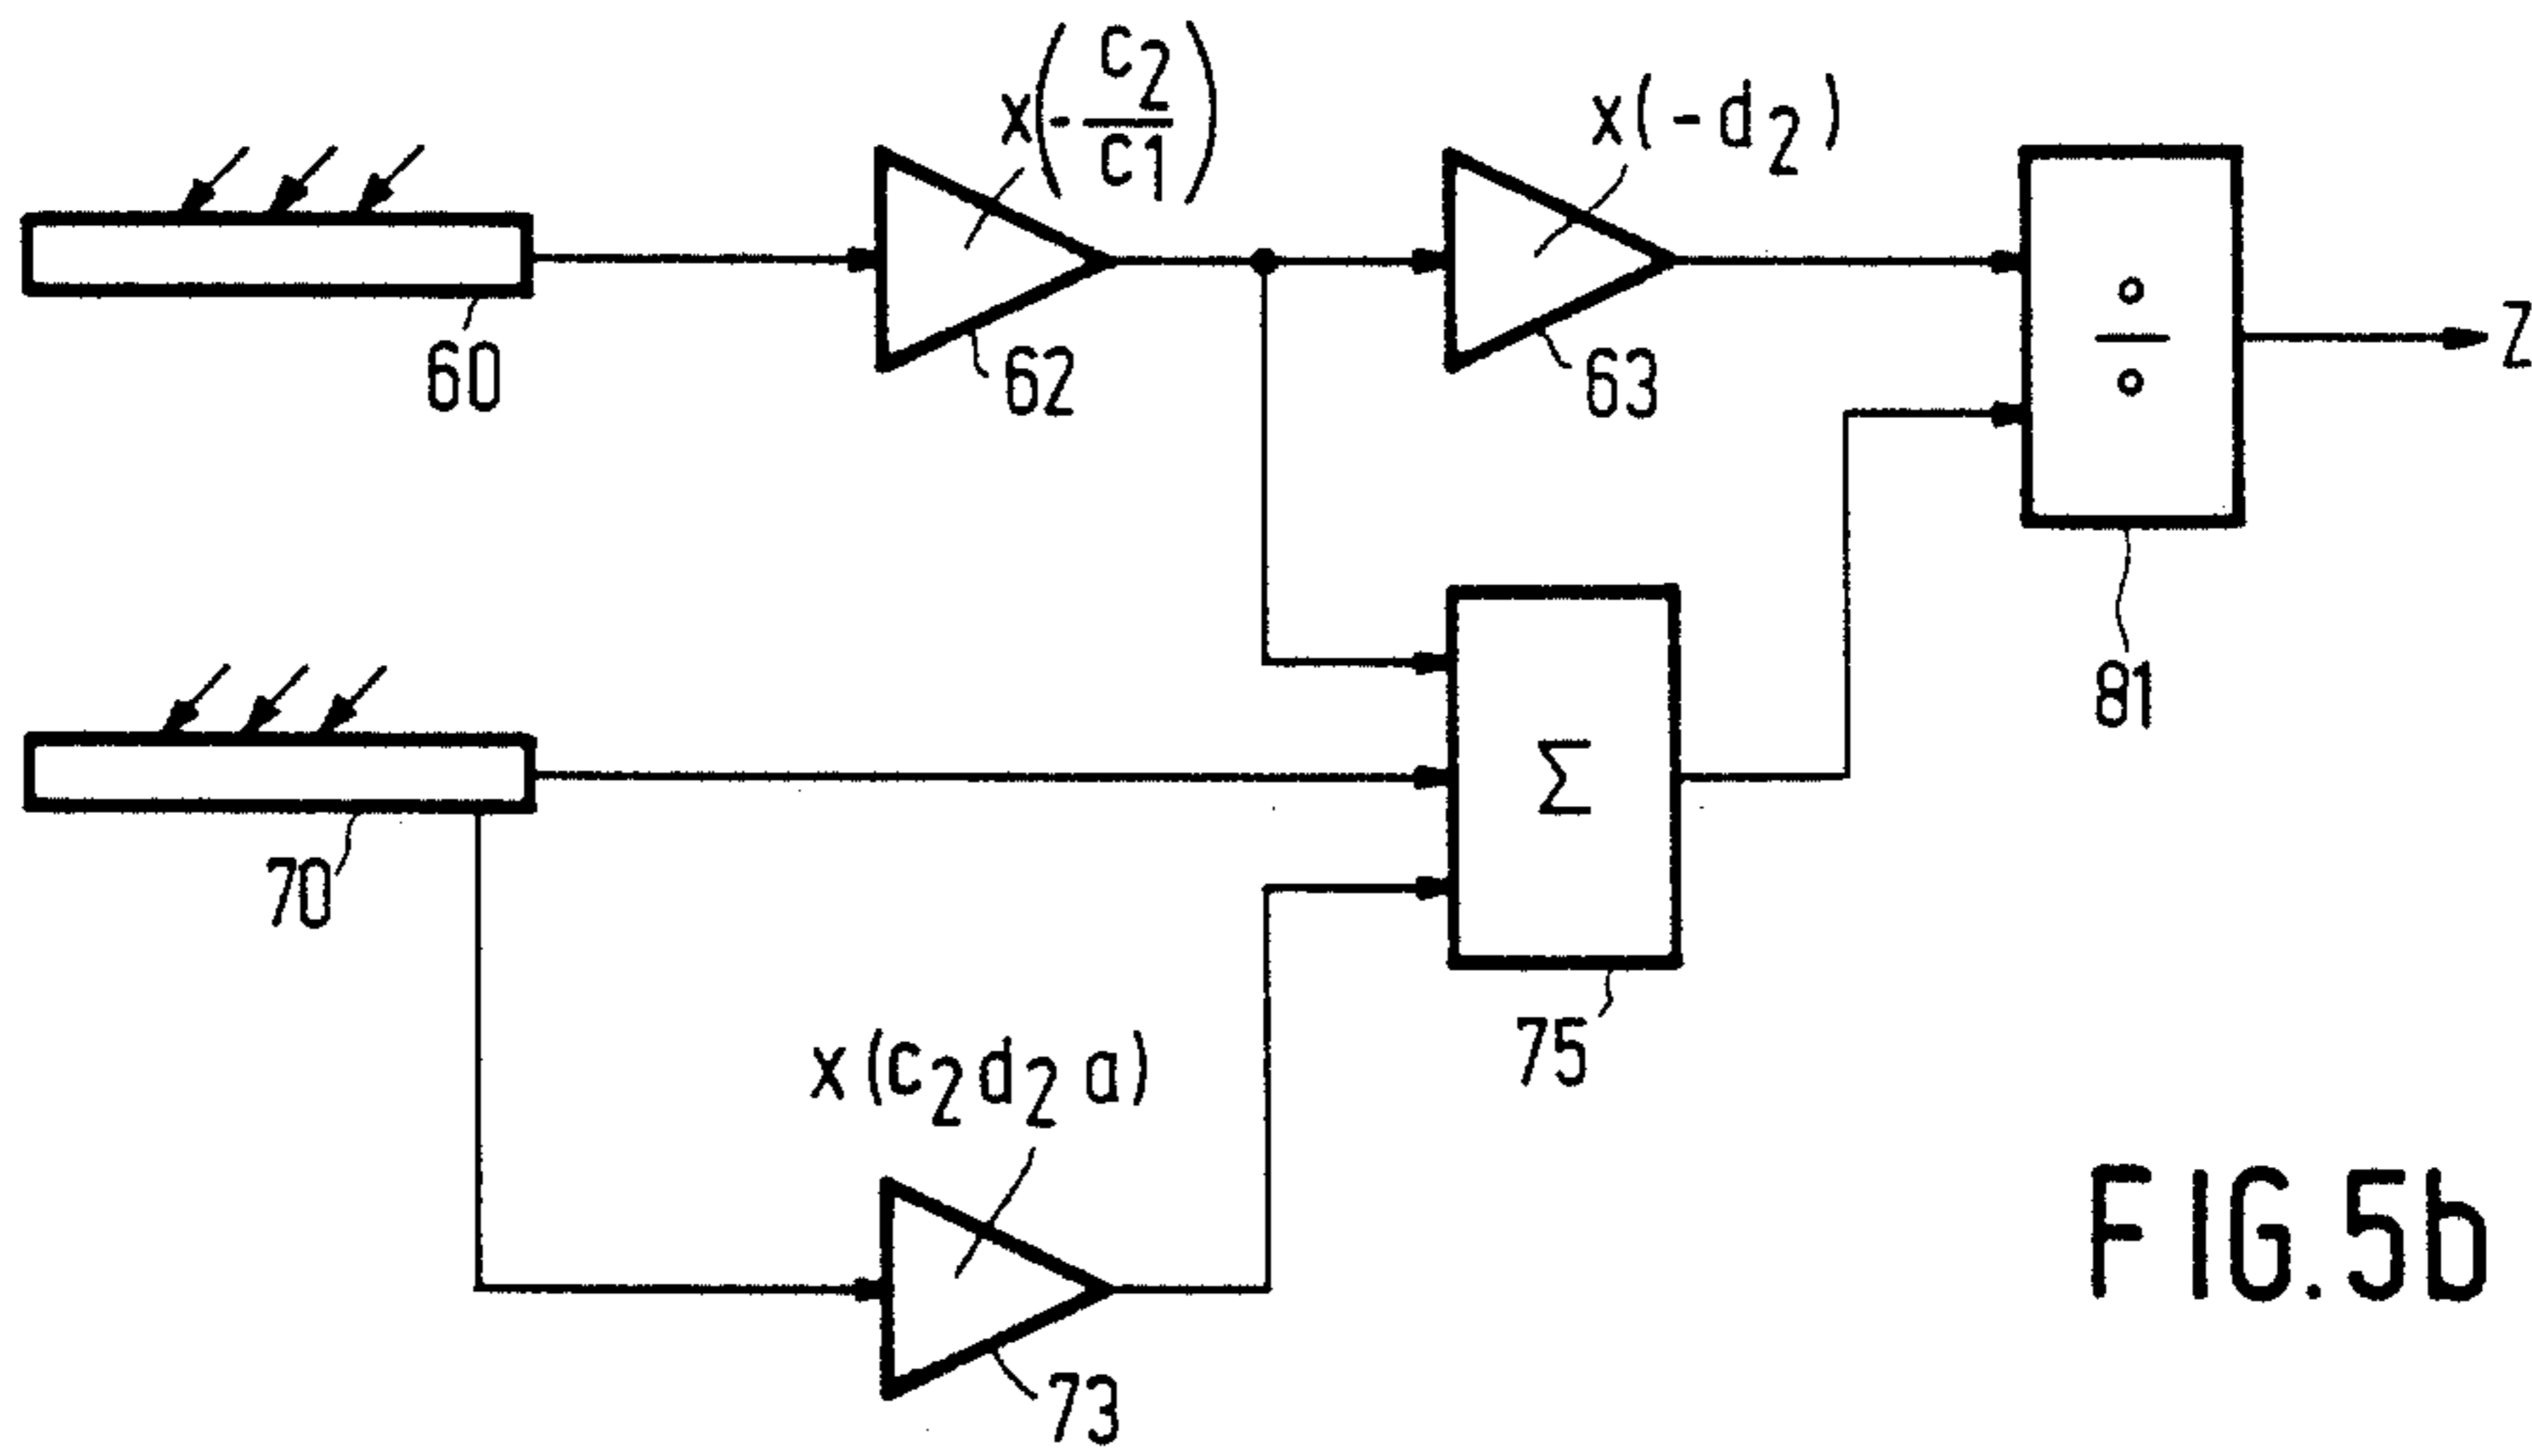 x(-c₂/c1)
x(-d₂)
60
62
63
÷
Z
81
70
Σ
75
x(c₂d₂a)
73
FIG.5b